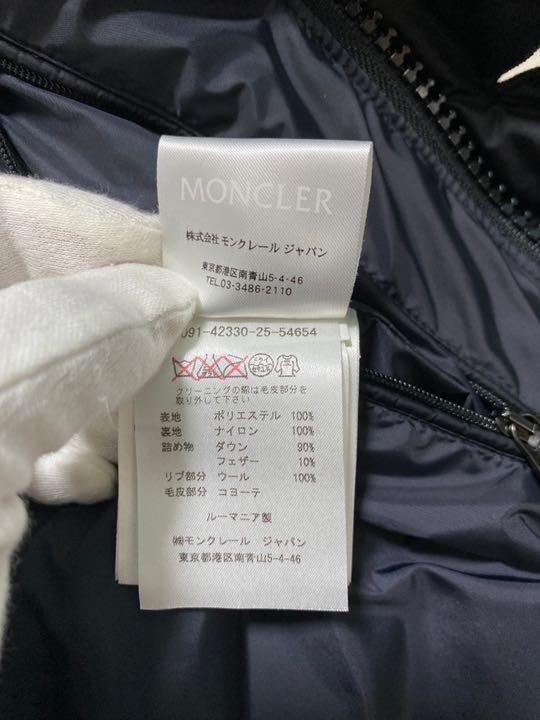 MONCLER
株式会社 モンクレール ジャパン
東京都港区南青山5-4-46
TEL.03-3486-2110
091-42330-25-54654
クリーニングの際は毛皮部分を
取り外して下さい
表地 ポリエステル 100%
裏地 ナイロン 100%
詰め物 ダウン 90%
フェザー 10%
リブ部分 ウール 100%
毛皮部分 コヨーテ
ルーマニア製
㈱モンクレール ジャパン
東京都港区南青山5-4-46